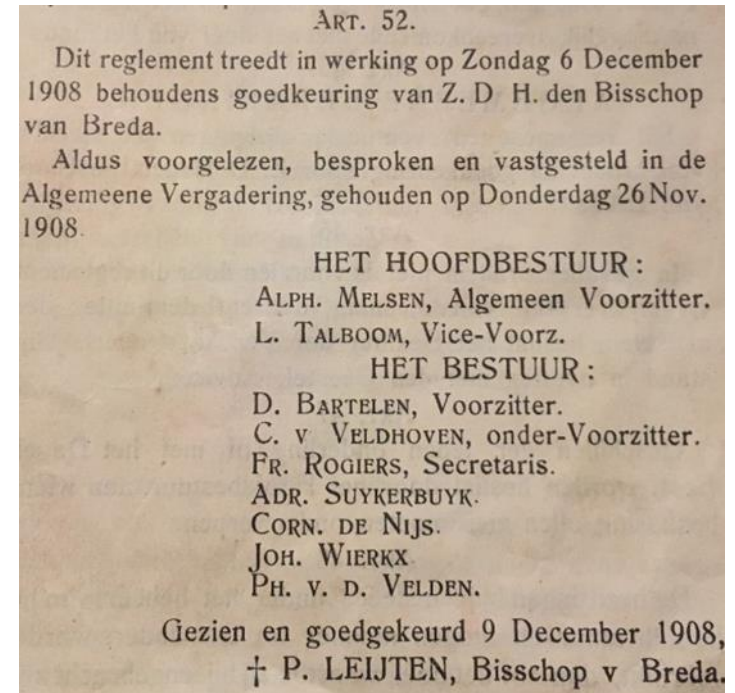 ART. 52.
Dit reglement treedt in werking op Zondag 6 December
1908 behoudens goedkeuring van Z. D H. den Bisschop
van Breda.
Aldus voorgelezen, besproken en vastgesteld in de
Algemeene Vergadering, gehouden op Donderdag 26 Nov.
1908.
HET HOOFDBESTUUR:
ALPH. MELSEN, Algemeen Voorzitter.
L. TALBOOM, Vice-Voorz.
HET BESTUUR:
D. BARTELEN, Voorzitter.
C. v VELDHOVEN, onder-Voorzitter.
FR. ROGIERS, Secretaris.
ADR. SUYKERBUYK.
CORN. DE NIJS.
JOH. WIERKX
PH. V. D. VELDEN.
Gezien en goedgekeurd 9 December 1908,
† P. LEIJTEN, Bisschop v Breda.